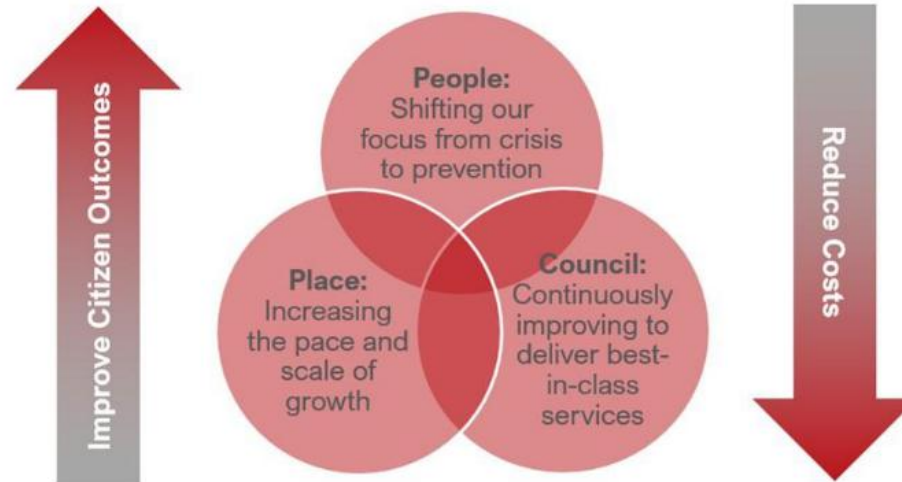 Improve Citizen Outcomes
People:
Shifting our
focus from crisis
to prevention
Place:
Increasing
the pace and
scale of
growth
Council:
Continuously
improving to
deliver best-
in-class
services
Reduce Costs